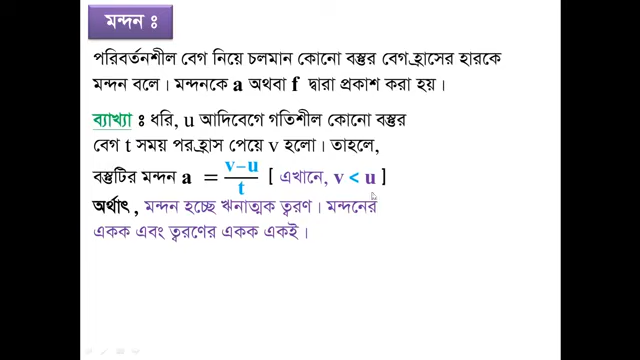 মন্দন ঃ
পরিবর্তনশীল বেগ নিয়ে চলমান কোনো বস্তুর বেগ হ্রাসের হারকে
মন্দন বলে। মন্দনকে a অথবা f দ্বারা প্রকাশ করা হয়।
ব্যাখ্যা ঃ ধরি, u আদিবেগে গতিশীল কোনো বস্তুর
বেগ t সময় পর হ্রাস পেয়ে v হলো। তাহলে,
বস্তুটির মন্দন a = v–u/t [ এখানে, v < u ]
অর্থাৎ , মন্দন হচ্ছে ঋনাত্মক ত্বরণ। মন্দনের
একক এবং ত্বরণের একক একই।